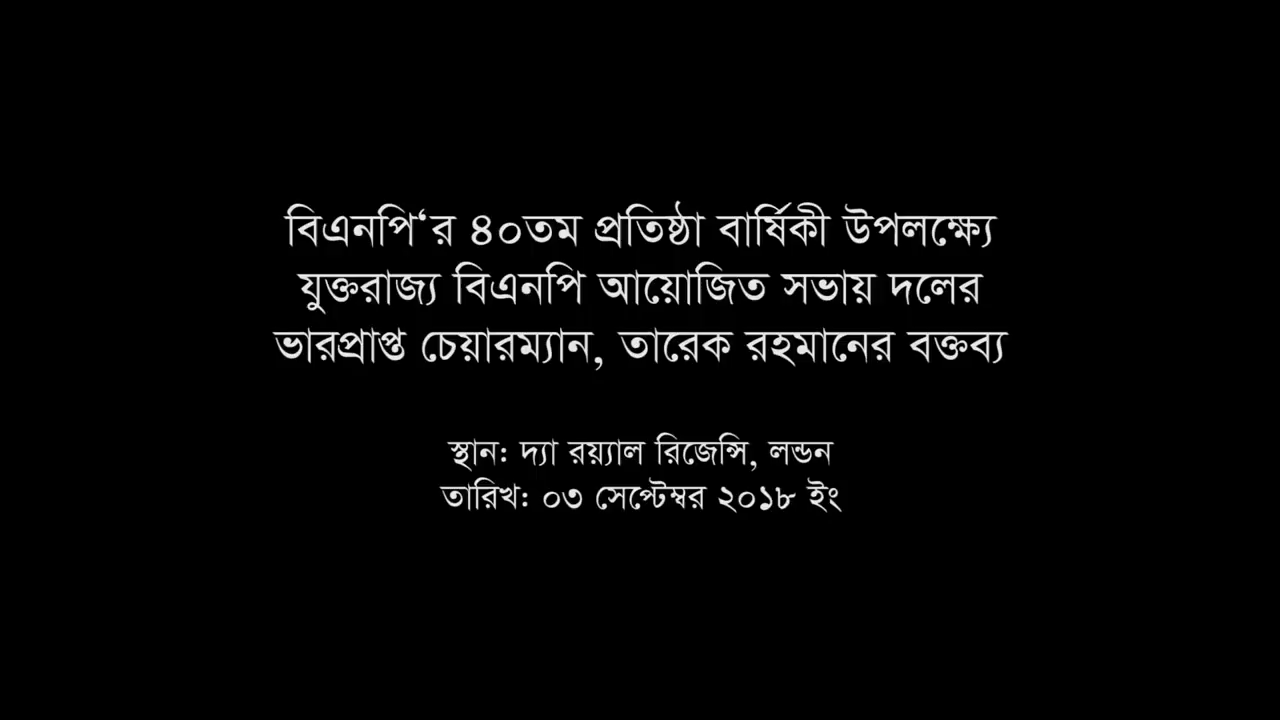 বিএনপি‘র ৪০তম প্রতিষ্ঠা বার্ষিকী উপলক্ষ্যে
যুক্তরাজ্য বিএনপি আয়োজিত সভায় দলের
ভারপ্রাপ্ত চেয়ারম্যান, তারেক রহমানের বক্তব্য
স্থান: দ্যা রয়্যাল রিজেন্সি, লন্ডন
তারিখ: ০৩ সেপ্টেম্বর ২০১৮ ইং